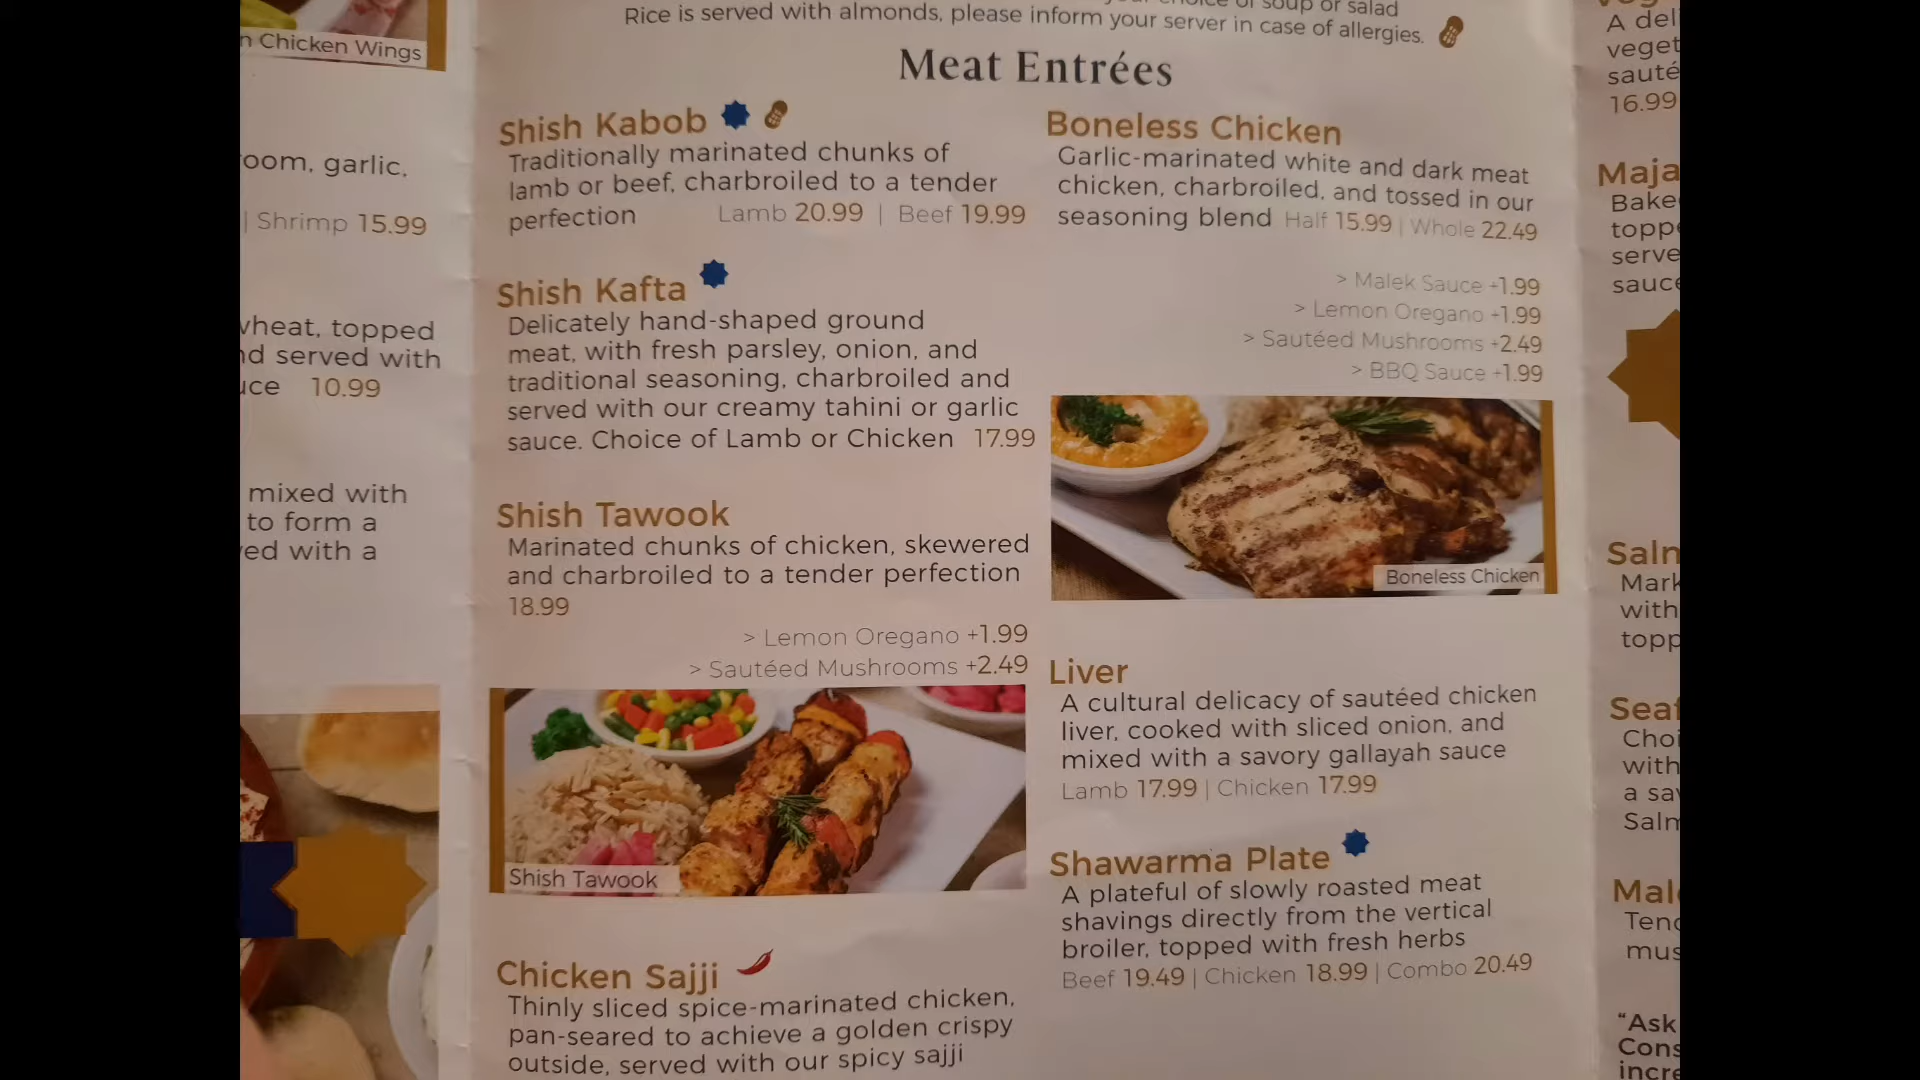 Chicken Wings
garlic,
| Shrimp 15.99
topped
served with
10.99
mixed with
to form a
with a
soup or salad
Rice is served with almonds, please inform your server in case of allergies.
Meat Entrées
Shish Kabob
Traditionally marinated chunks of
lamb or beef, charbroiled to a tender
perfection Lamb 20.99 | Beef 19.99
Shish Kafta
Delicately hand-shaped ground
meat, with fresh parsley, onion, and
traditional seasoning, charbroiled and
served with our creamy tahini or garlic
sauce. Choice of Lamb or Chicken 17.99
Shish Tawook
Marinated chunks of chicken, skewered
and charbroiled to a tender perfection
18.99
> Lemon Oregano +1.99
> Sautéed Mushrooms +2.49
Shish Tawook
Chicken Sajji
Thinly sliced spice-marinated chicken,
pan-seared to achieve a golden crispy
outside, served with our spicy sajji
Boneless Chicken
Garlic-marinated white and dark meat
chicken, charbroiled, and tossed in our
seasoning blend Half 15.99 | Whole 22.49
> Malek Sauce +1.99
> Lemon Oregano +1.99
> Sautéed Mushrooms +2.49
> BBQ Sauce +1.99
Boneless Chicken
Liver
A cultural delicacy of sautéed chicken
liver, cooked with sliced onion, and
mixed with a savory gallayah sauce
Lamb 17.99 | Chicken 17.99
Shawarma Plate
A plateful of slowly roasted meat
shavings directly from the vertical
broiler, topped with fresh herbs
Beef 19.49 | Chicken 18.99 | Combo 20.49
A
16.99
with
with
a
"Ask